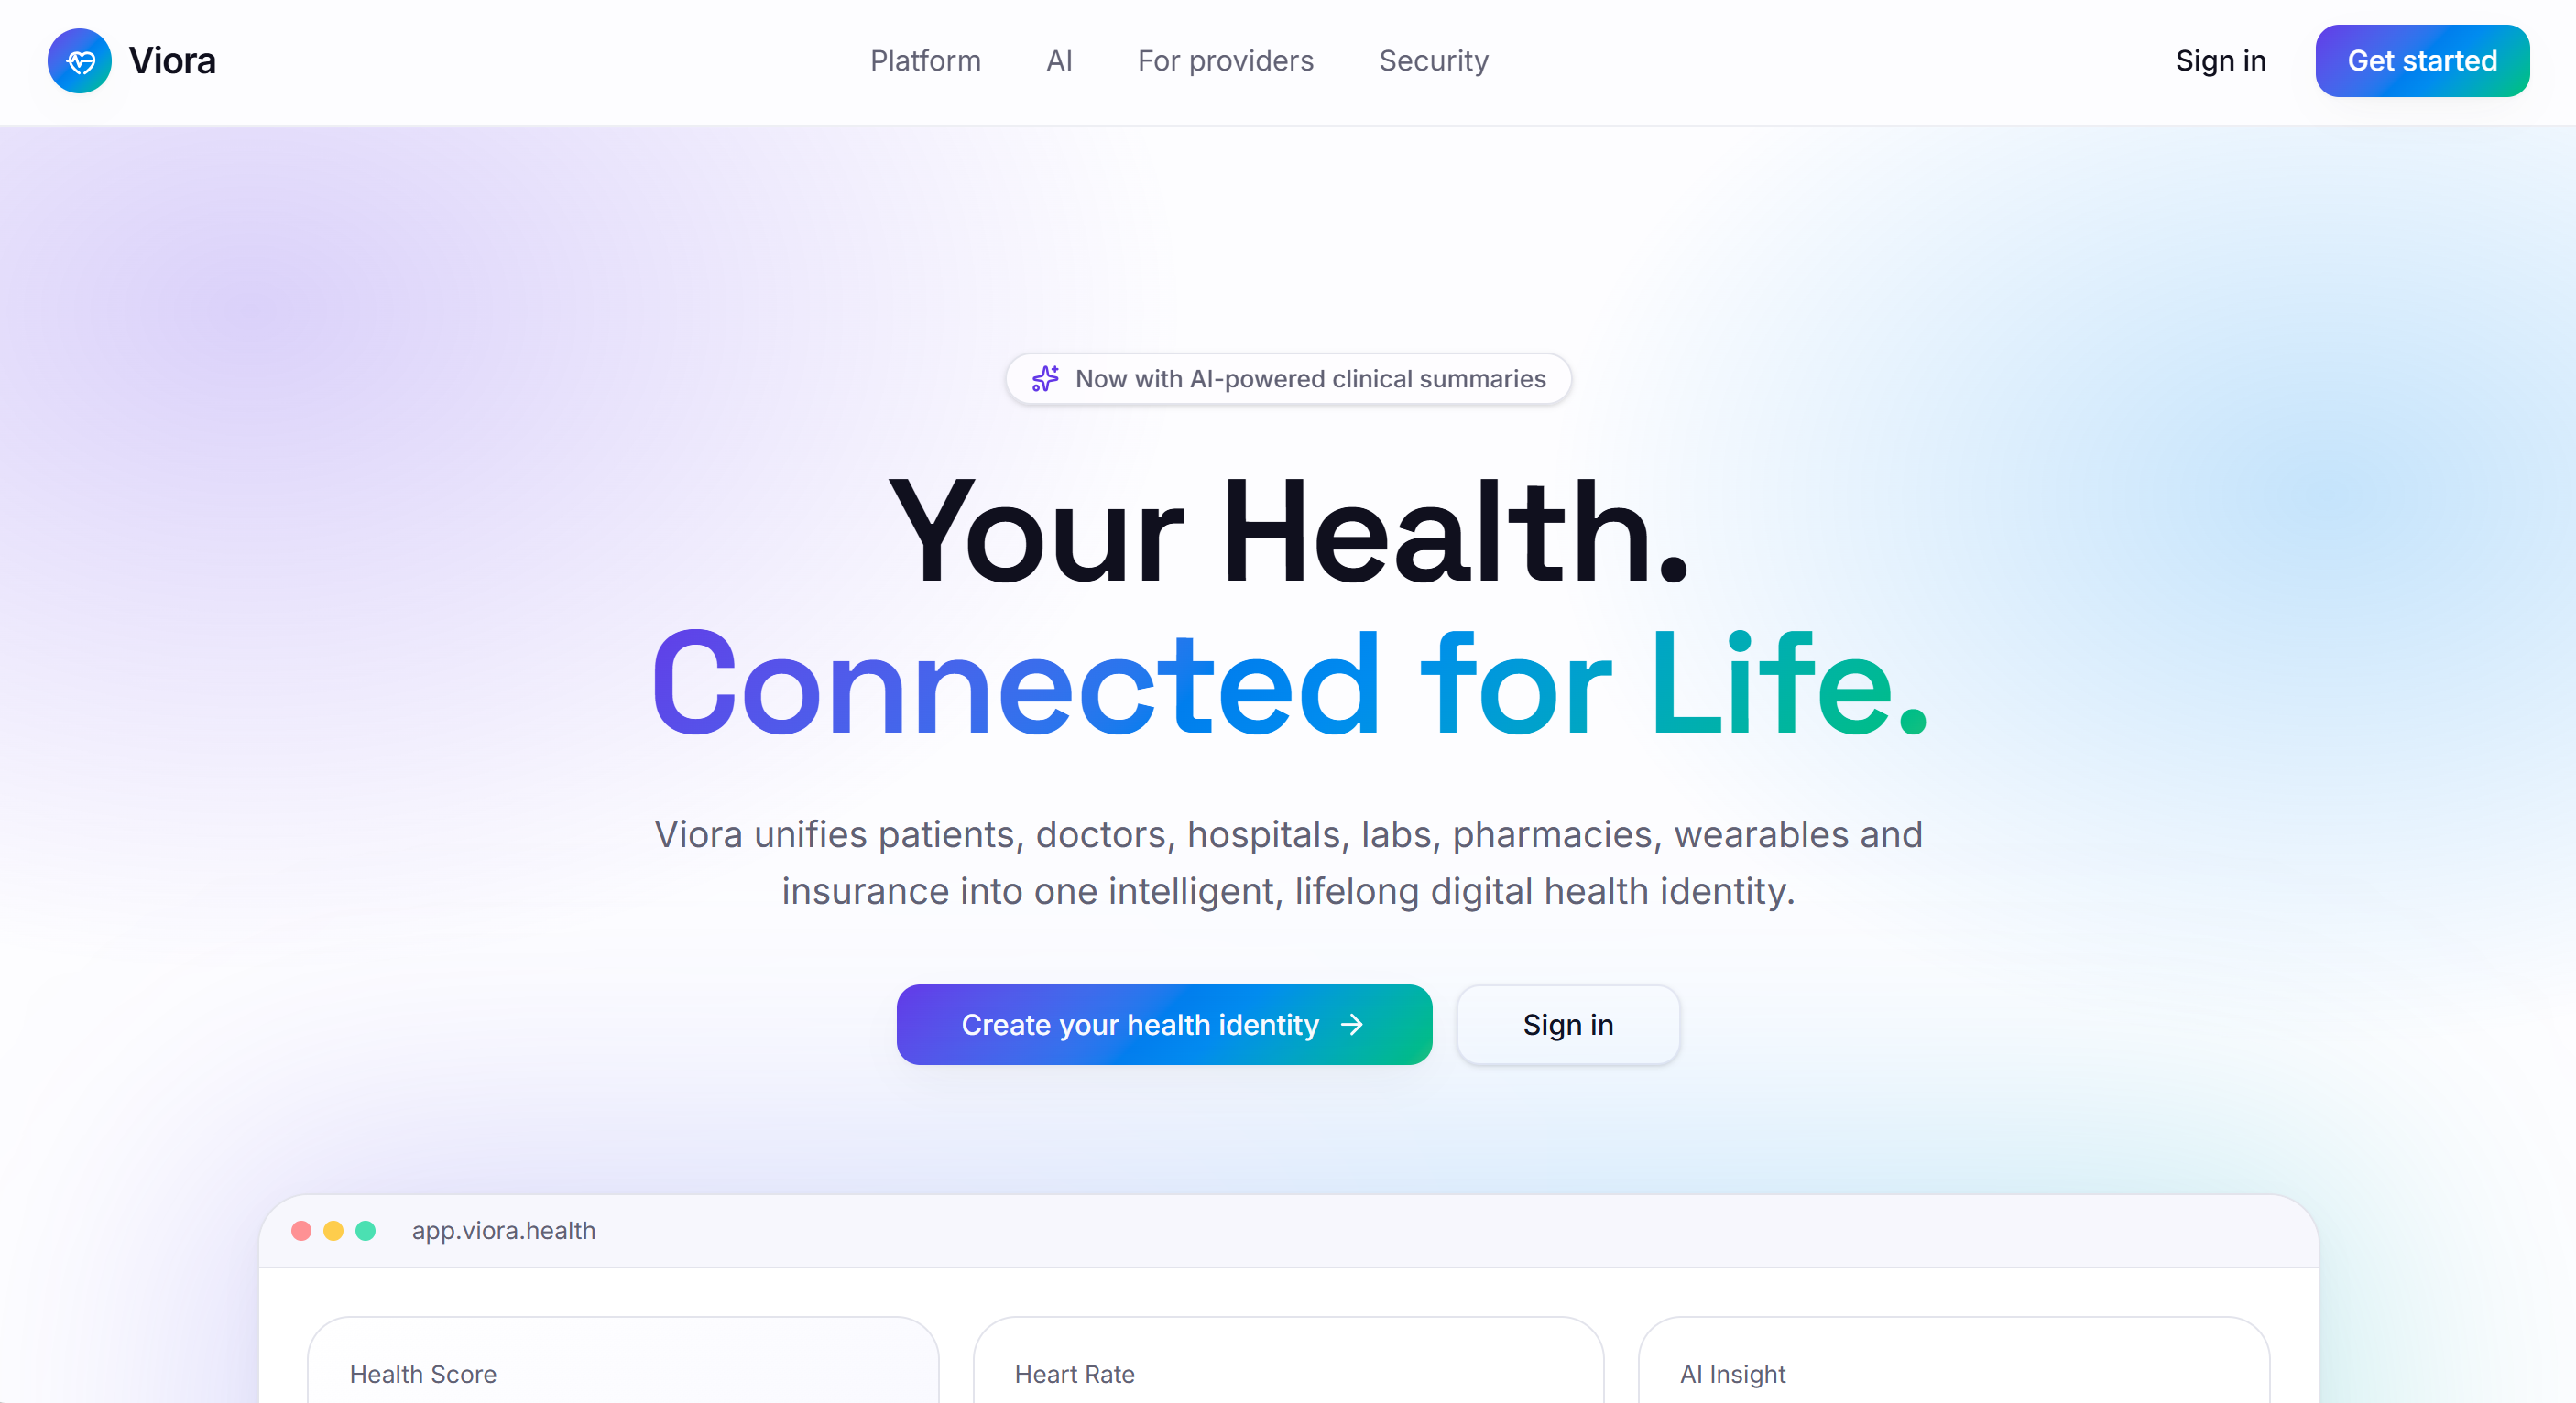 Viora
Platform
AI
For providers
Security
Sign in
Get started
Now with AI-powered clinical summaries
Your Health.
Connected for Life.
Viora unifies patients, doctors, hospitals, labs, pharmacies, wearables and
insurance into one intelligent, lifelong digital health identity.
Create your health identity
Sign in
app.viora.health
Health Score
Heart Rate
AI Insight